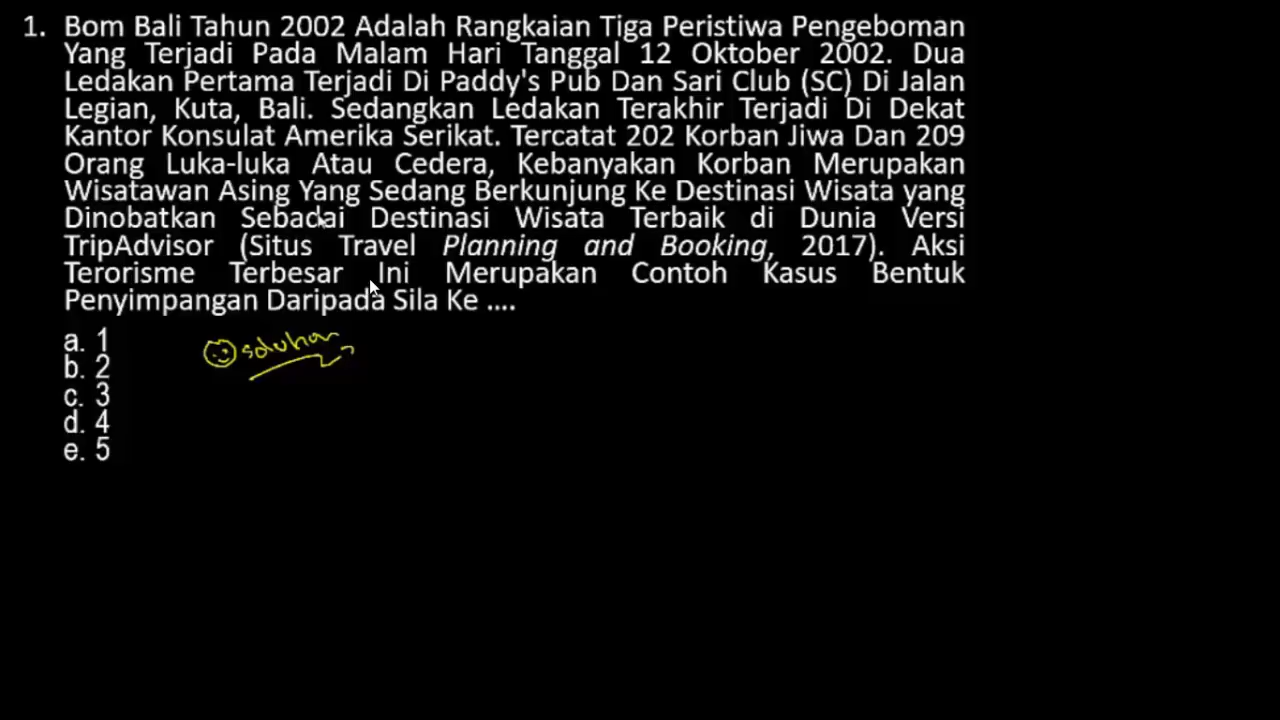 1. Bom Bali Tahun 2002 Adalah Rangkaian Tiga Peristiwa Pengeboman
Yang Terjadi Pada Malam Hari Tanggal 12 Oktober 2002. Dua
Ledakan Pertama Terjadi Di Paddy's Pub Dan Sari Club (SC) Di Jalan
Legian, Kuta, Bali. Sedangkan Ledakan Terakhir Terjadi Di Dekat
Kantor Konsulat Amerika Serikat. Tercatat 202 Korban Jiwa Dan 209
Orang Luka-luka Atau Cedera, Kebanyakan Korban Merupakan
Wisatawan Asing Yang Sedang Berkunjung Ke Destinasi Wisata yang
Dinobatkan Sebadai Destinasi Wisata Terbaik di Dunia Versi
TripAdvisor (Situs Travel Planning and Booking, 2017). Aksi
Terorisme Terbesar Ini Merupakan Contoh Kasus Bentuk
Penyimpangan Daripada Sila Ke ....
a. 1
b. 2
c. 3
d. 4
e. 5